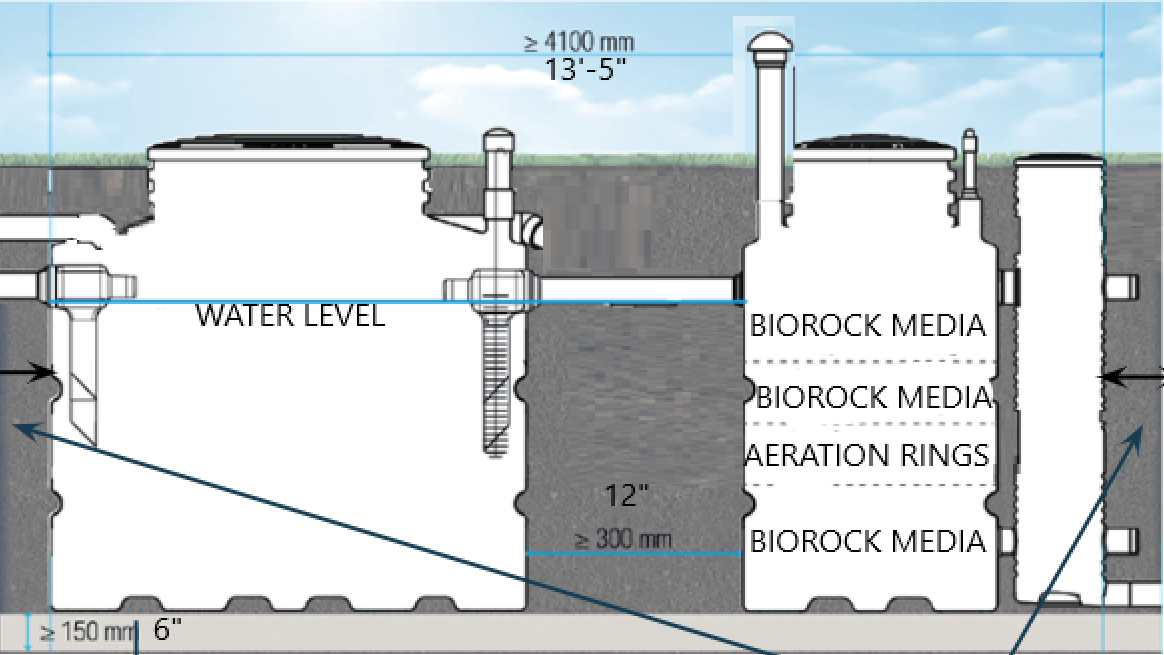 ≥ 4100 mm
13'-5"
WATER LEVEL
BIOROCK MEDIA
BIOROCK MEDIA
AERATION RINGS
12"
≥ 300 mm
BIOROCK MEDIA
≥ 150 mm 6"